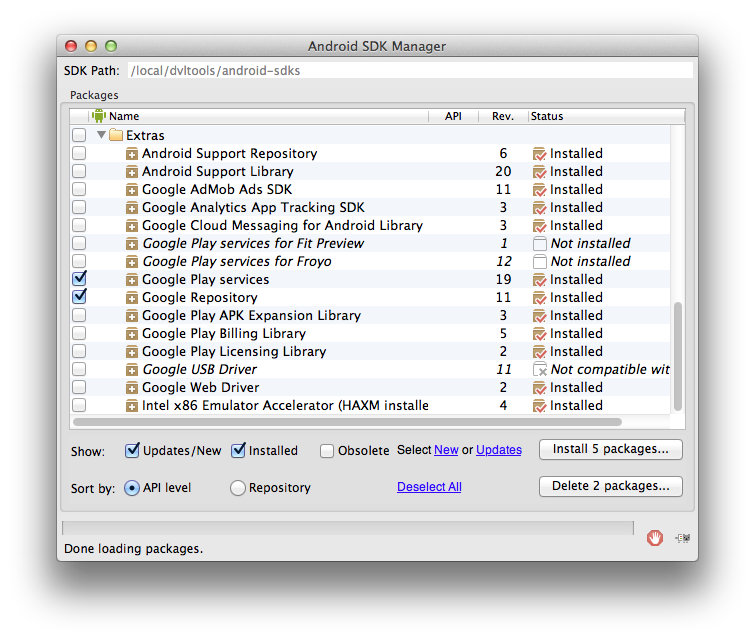 Android SDK Manager
SDK Path: /local/dvltools/android-sdks
Packages
Name API Rev. Status
Extras
Android Support Repository 6 Installed
Android Support Library 20 Installed
Google AdMob Ads SDK 11 Installed
Google Analytics App Tracking SDK 3 Installed
Google Cloud Messaging for Android Library 3 Installed
Google Play services for Fit Preview 1 Not installed
Google Play services for Froyo 12 Not installed
Google Play services 19 Installed
Google Repository 11 Installed
Google Play APK Expansion Library 3 Installed
Google Play Billing Library 5 Installed
Google Play Licensing Library 2 Installed
Google USB Driver 11 Not compatible wit
Google Web Driver 2 Installed
Intel x86 Emulator Accelerator (HAXM installe 4 Installed
Show: Updates/New Installed Obsolete Select New or Updates Install 5 packages...
Sort by: API level Repository Deselect All Delete 2 packages...
Done loading packages.